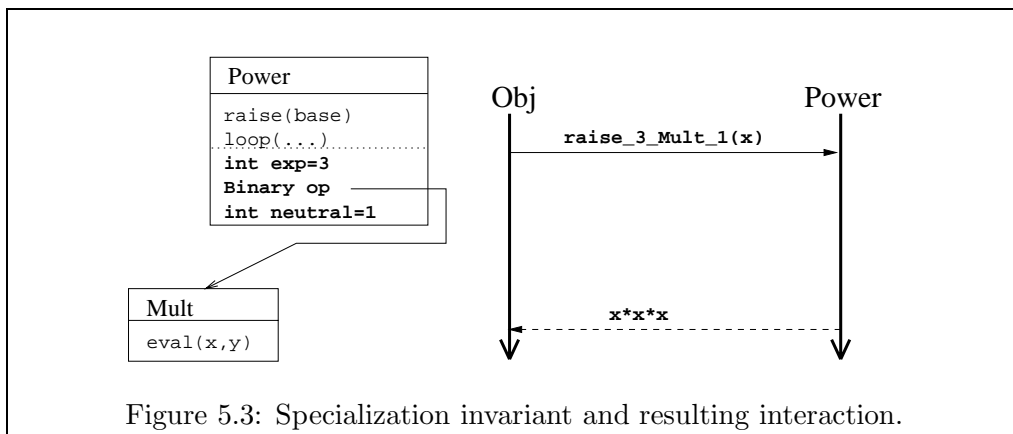 Power
raise(base)
loop(...)
int exp=3
Binary op
int neutral=1
Mult
eval(x,y)
Obj
Power
raise_3_Mult_1(x)
x*x*x
Figure 5.3: Specialization invariant and resulting interaction.